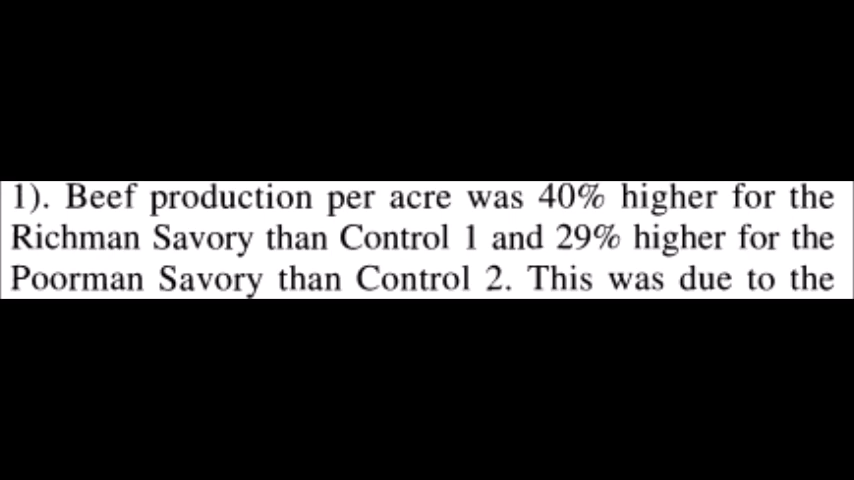 1). Beef production per acre was 40% higher for the
Richman Savory than Control 1 and 29% higher for the
Poorman Savory than Control 2. This was due to the